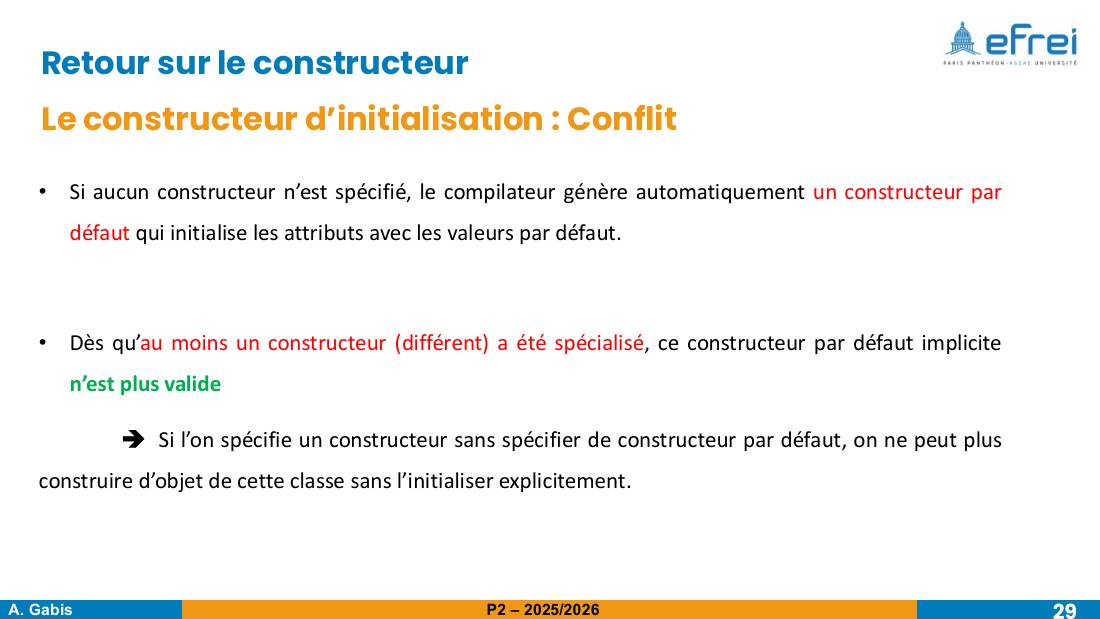 efrei
PARIS PANTHÉON-ASSAS UNIVERSITÉ
Retour sur le constructeur
Le constructeur d’initialisation : Conflit
• Si aucun constructeur n’est spécifié, le compilateur génère automatiquement un constructeur par
défaut qui initialise les attributs avec les valeurs par défaut.
• Dès qu’au moins un constructeur (différent) a été spécialisé, ce constructeur par défaut implicite
n’est plus valide
➔ Si l’on spécifie un constructeur sans spécifier de constructeur par défaut, on ne peut plus
construire d’objet de cette classe sans l’initialiser explicitement.
A. Gabis
P2 – 2025/2026
29